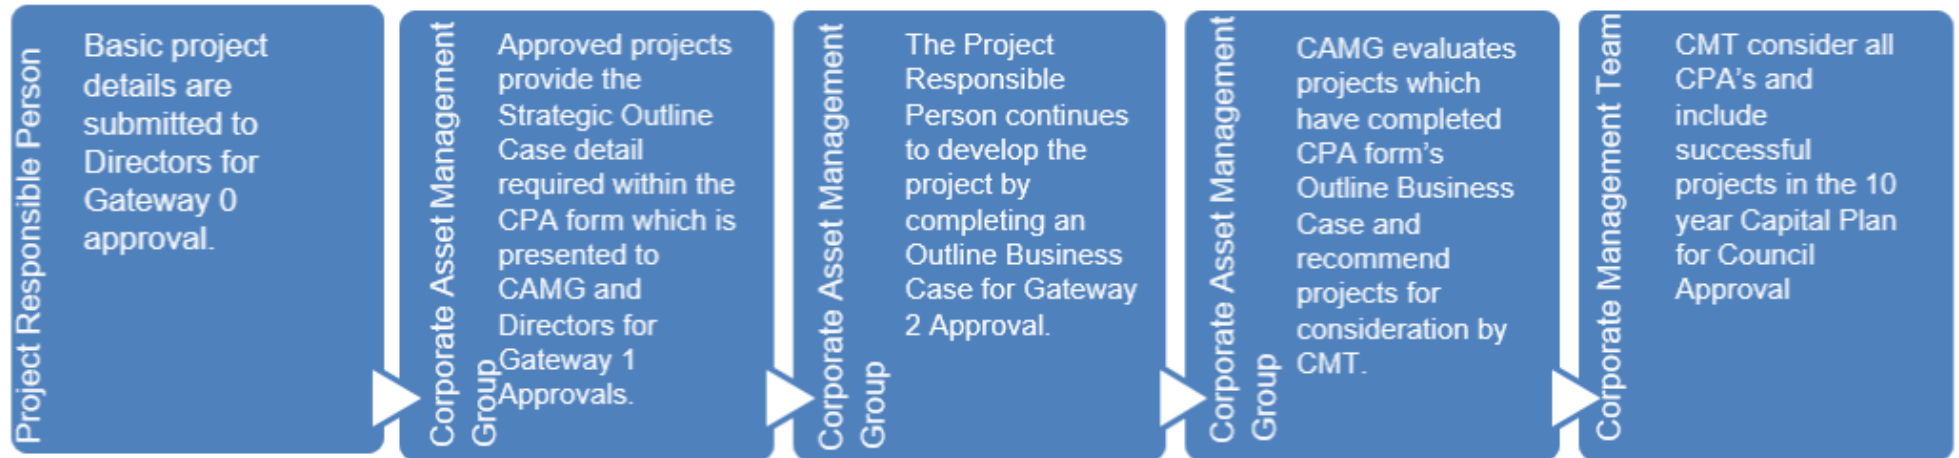 Project Responsible Person
Basic project
details are
submitted to
Directors for
Gateway 0
approval.
Corporate Asset Management
Group
Approved projects
provide the
Strategic Outline
Case detail
required within the
CPA form which is
presented to
CAMG and
Directors for
Gateway 1
Approvals.
Corporate Asset Management
Group
The Project
Responsible
Person continues
to develop the
project by
completing an
Outline Business
Case for Gateway
2 Approval.
Corporate Asset Management
Group
CAMG evaluates
projects which
have completed
CPA form's
Outline Business
Case and
recommend
projects for
consideration by
CMT.
Corporate Management Team
CMT consider all
CPA's and
include
successful
projects in the 10
year Capital Plan
for Council
Approval